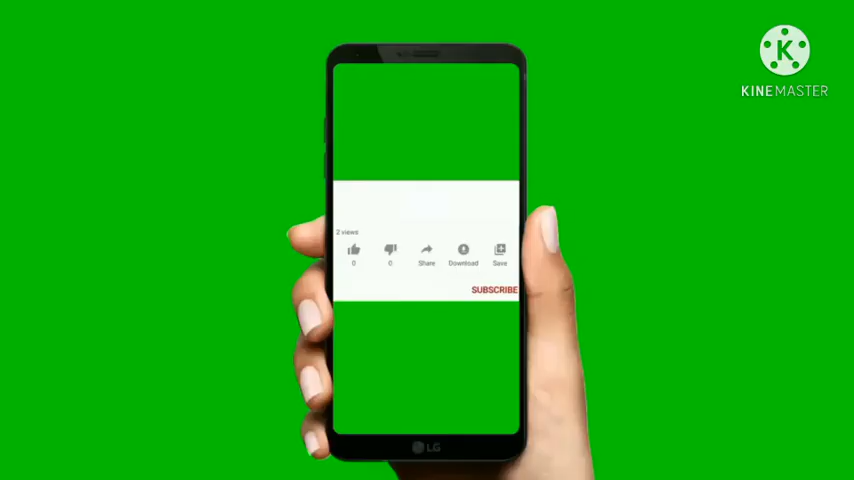 K
KINEMASTER
2 views
0 0 Share Download Save
SUBSCRIBE
LG